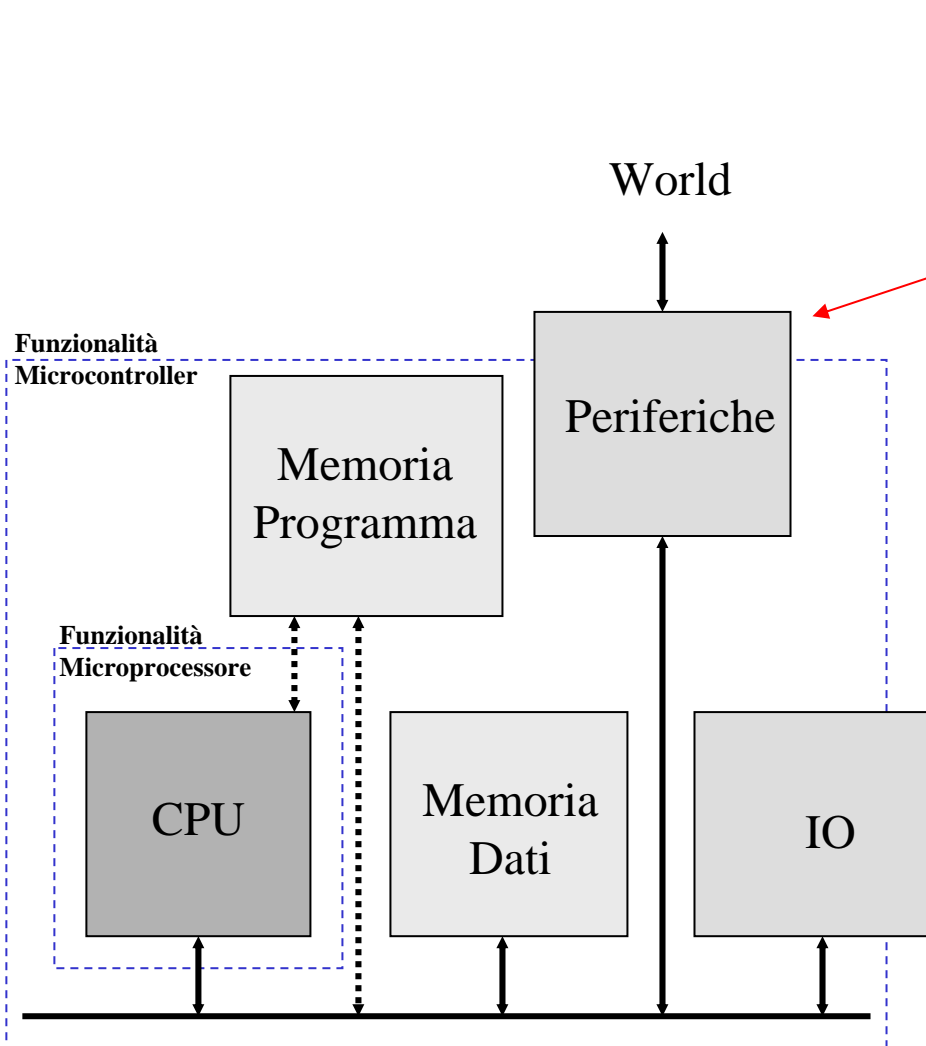 World
Funzionalità
Microcontroller
Periferiche
Memoria
Programma
Funzionalità
Microprocessore
CPU
Memoria
Dati
IO